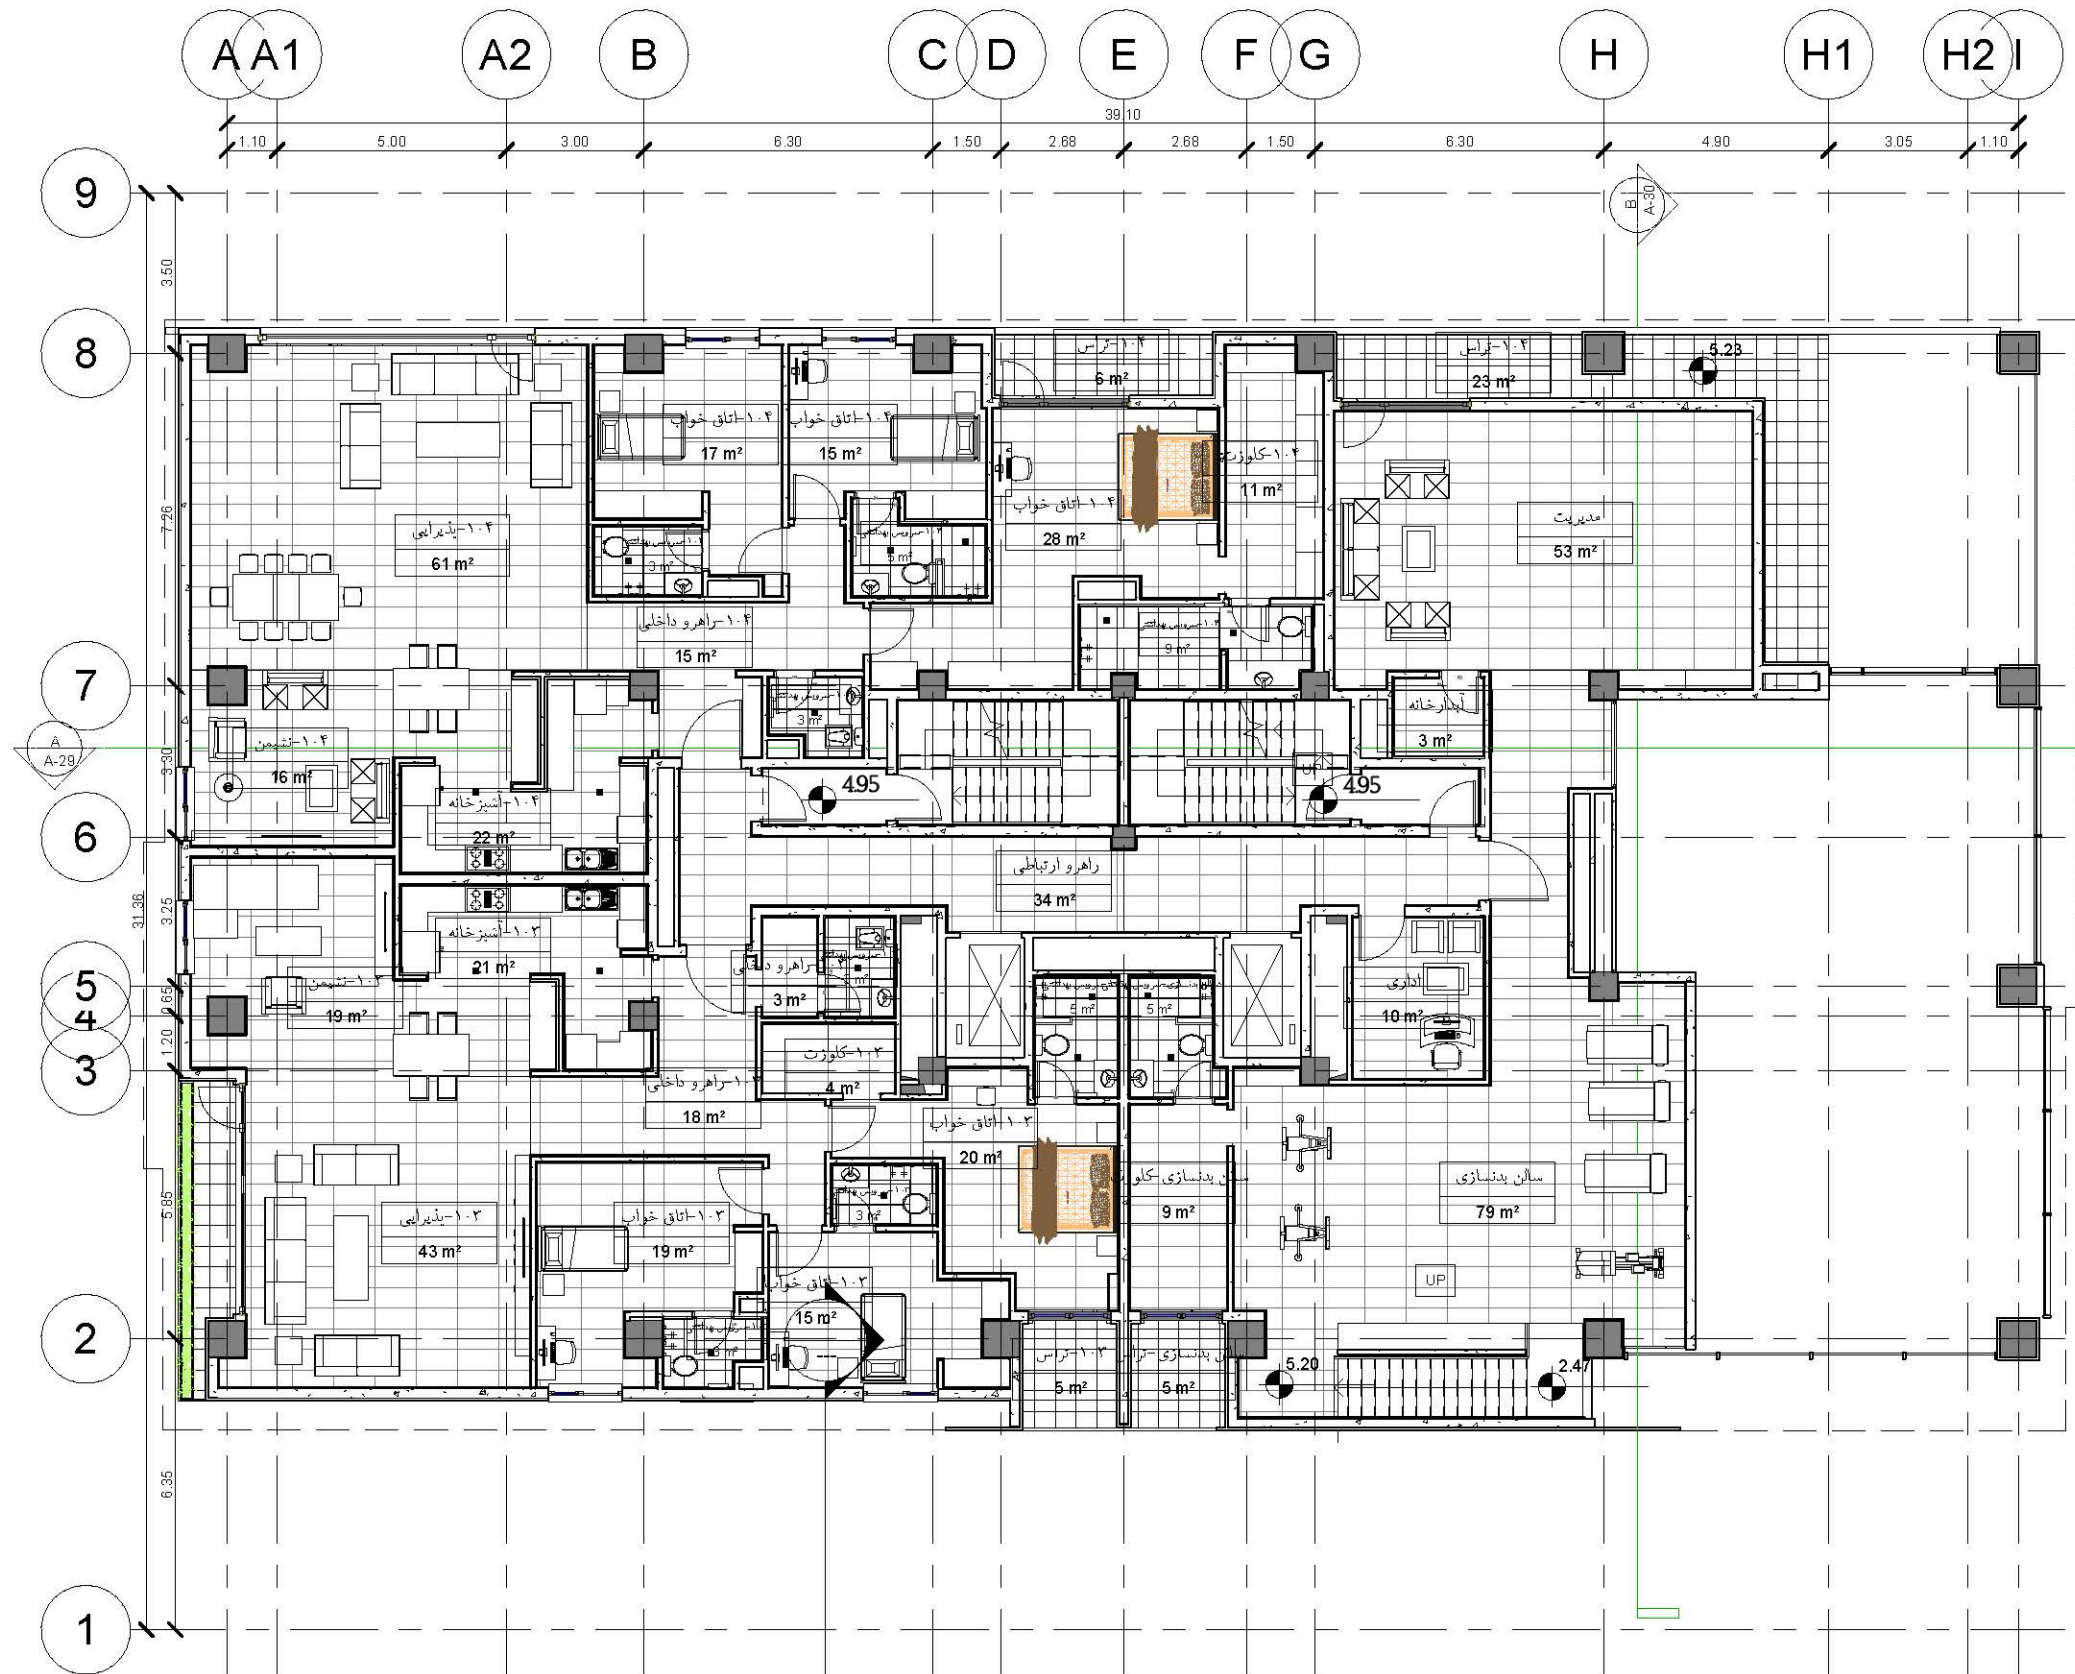 A A1 A2 B C D E F G H H1 H2 I
39.10
1.10 5.00 3.00 6.30 1.50 2.68 2.68 1.50 6.30 4.90 3.05 1.10
9
B
A-30
3.50
8
۱۰۴-تراس
6 m²
۱۰۴-تراس
23 m²
5.23
۱۰۴-اتاق خواب
17 m²
۱۰۴-اتاق خواب
15 m²
۱۰۴-کلوزت
11 m²
۱۰۴-اتاق خواب
28 m²
مدیریت
53 m²
۱۰۴-پذیرایی
61 m²
7.26
3 m²
۱۰۴-راهرو داخلی
15 m²
9 m²
7
3 m²
آبدارخانه
3 m²
A
A-29
3.30
۱۰۴-نشیمن
16 m²
4.95
4.95
۱۰۴-آشپزخانه
22 m²
6
راهرو ارتباطی
34 m²
31.36
3.25
۱۰۳-آشپزخانه
21 m²
3 m²
۱۰۳-نشیمن
19 m²
5 m²
5 m²
اداری
10 m²
5
0.65
4
1.20
3
۱۰۳-کلوزت
4 m²
18 m²
۱۰۳-اتاق خواب
20 m²
9 m²
سالن بدنسازی
79 m²
5.85
۱۰۳-پذیرایی
43 m²
۱۰۳-اتاق خواب
19 m²
3 m²
۱۰۳-اتاق خواب
15 m²
UP
2
۱۰۳-تراس
5 m²
5 m²
5.20
2.47
6.35
1